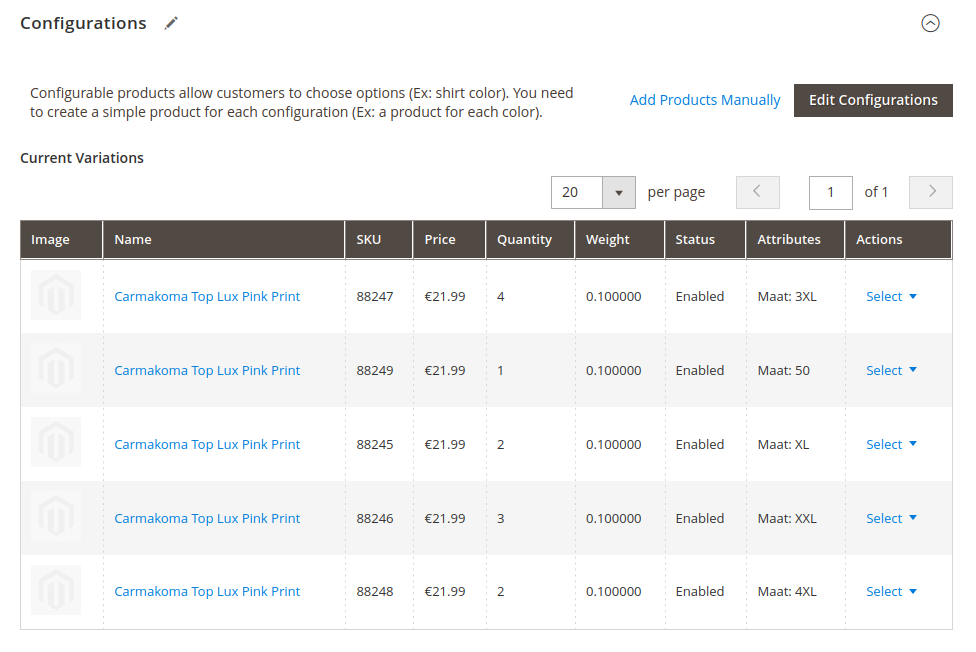 Configurations
Configurable products allow customers to choose options (Ex: shirt color). You need
to create a simple product for each configuration (Ex: a product for each color).
Add Products Manually
Edit Configurations
Current Variations
20 per page 1 of 1
Image Name SKU Price Quantity Weight Status Attributes Actions
Carmakoma Top Lux Pink Print 88247 €21.99 4 0.100000 Enabled Maat: 3XL Select
Carmakoma Top Lux Pink Print 88249 €21.99 1 0.100000 Enabled Maat: 50 Select
Carmakoma Top Lux Pink Print 88245 €21.99 2 0.100000 Enabled Maat: XL Select
Carmakoma Top Lux Pink Print 88246 €21.99 3 0.100000 Enabled Maat: XXL Select
Carmakoma Top Lux Pink Print 88248 €21.99 2 0.100000 Enabled Maat: 4XL Select